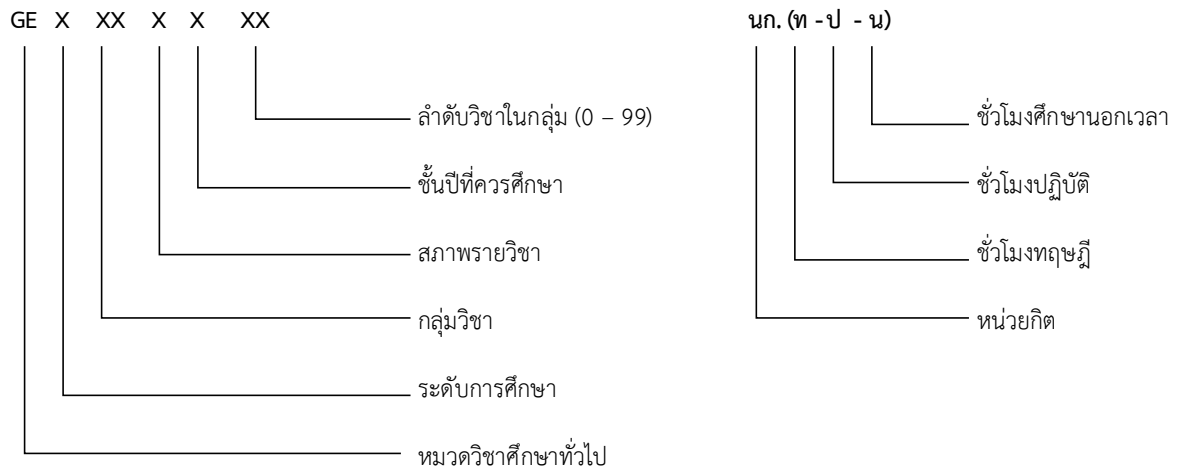 GE X XX X X XX นก. (ท - ป - น)
ลำดับวิชาในกลุ่ม (0 – 99) ชั่วโมงศึกษานอกเวลา
ชั้นปีที่ควรศึกษา ชั่วโมงปฏิบัติ
สภาพรายวิชา ชั่วโมงทฤษฎี
กลุ่มวิชา หน่วยกิต
ระดับการศึกษา
หมวดวิชาศึกษาทั่วไป